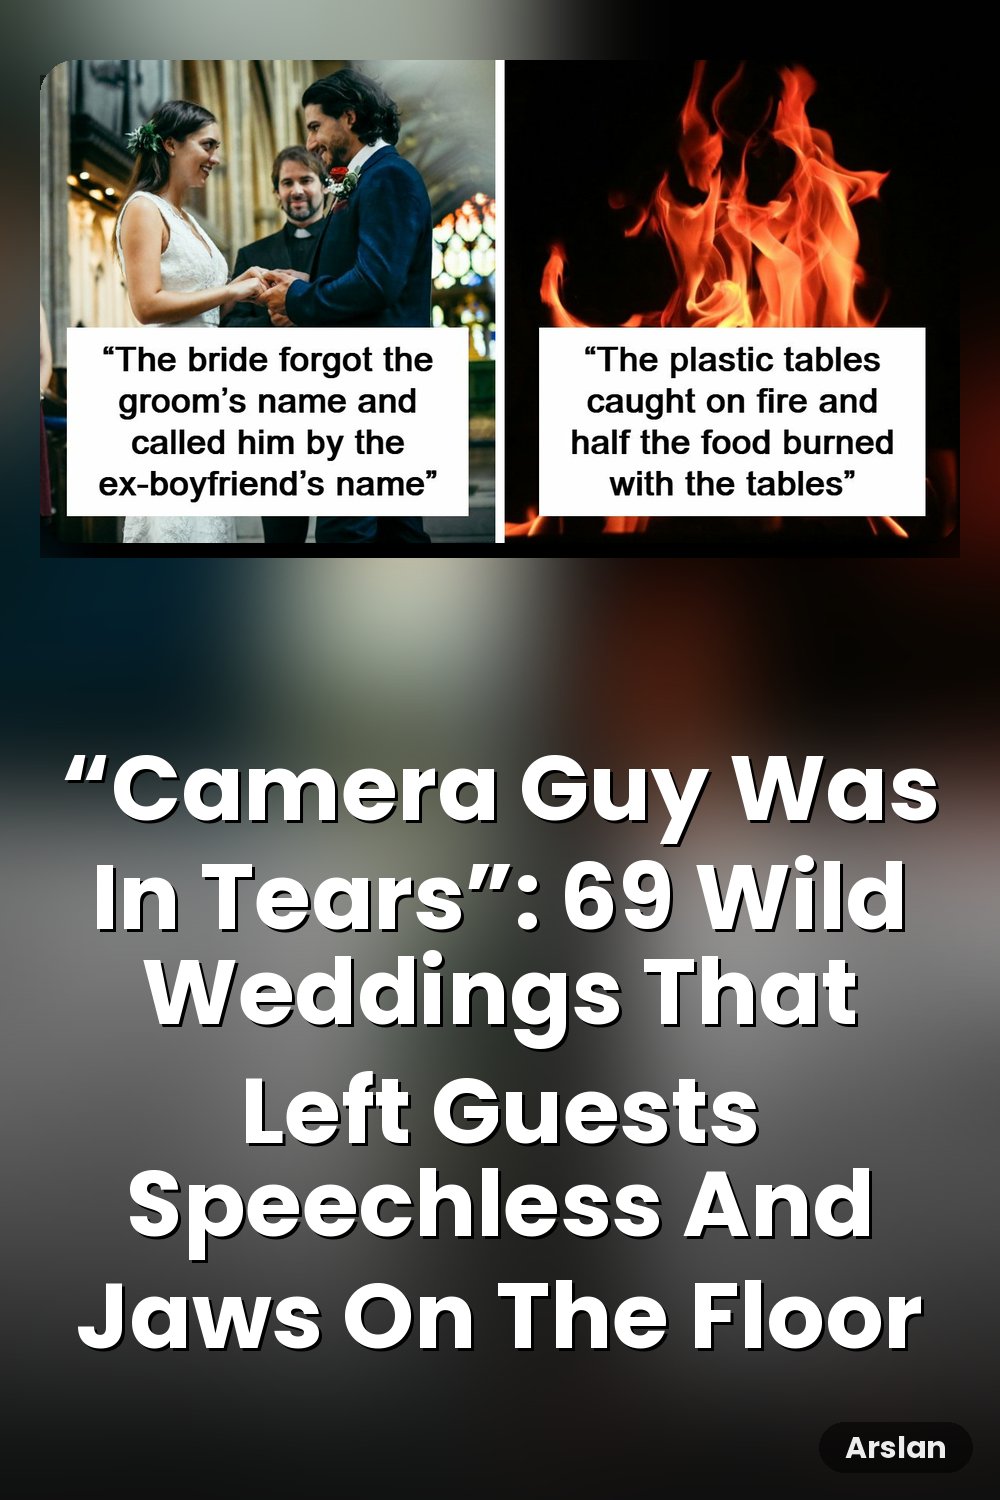 “The bride forgot the
groom’s name and
called him by the
ex-boyfriend’s name”
“The plastic tables
caught on fire and
half the food burned
with the tables”
“Camera Guy Was
In Tears”: 69 Wild
Weddings That
Left Guests
Speechless And
Jaws On The Floor
Arslan